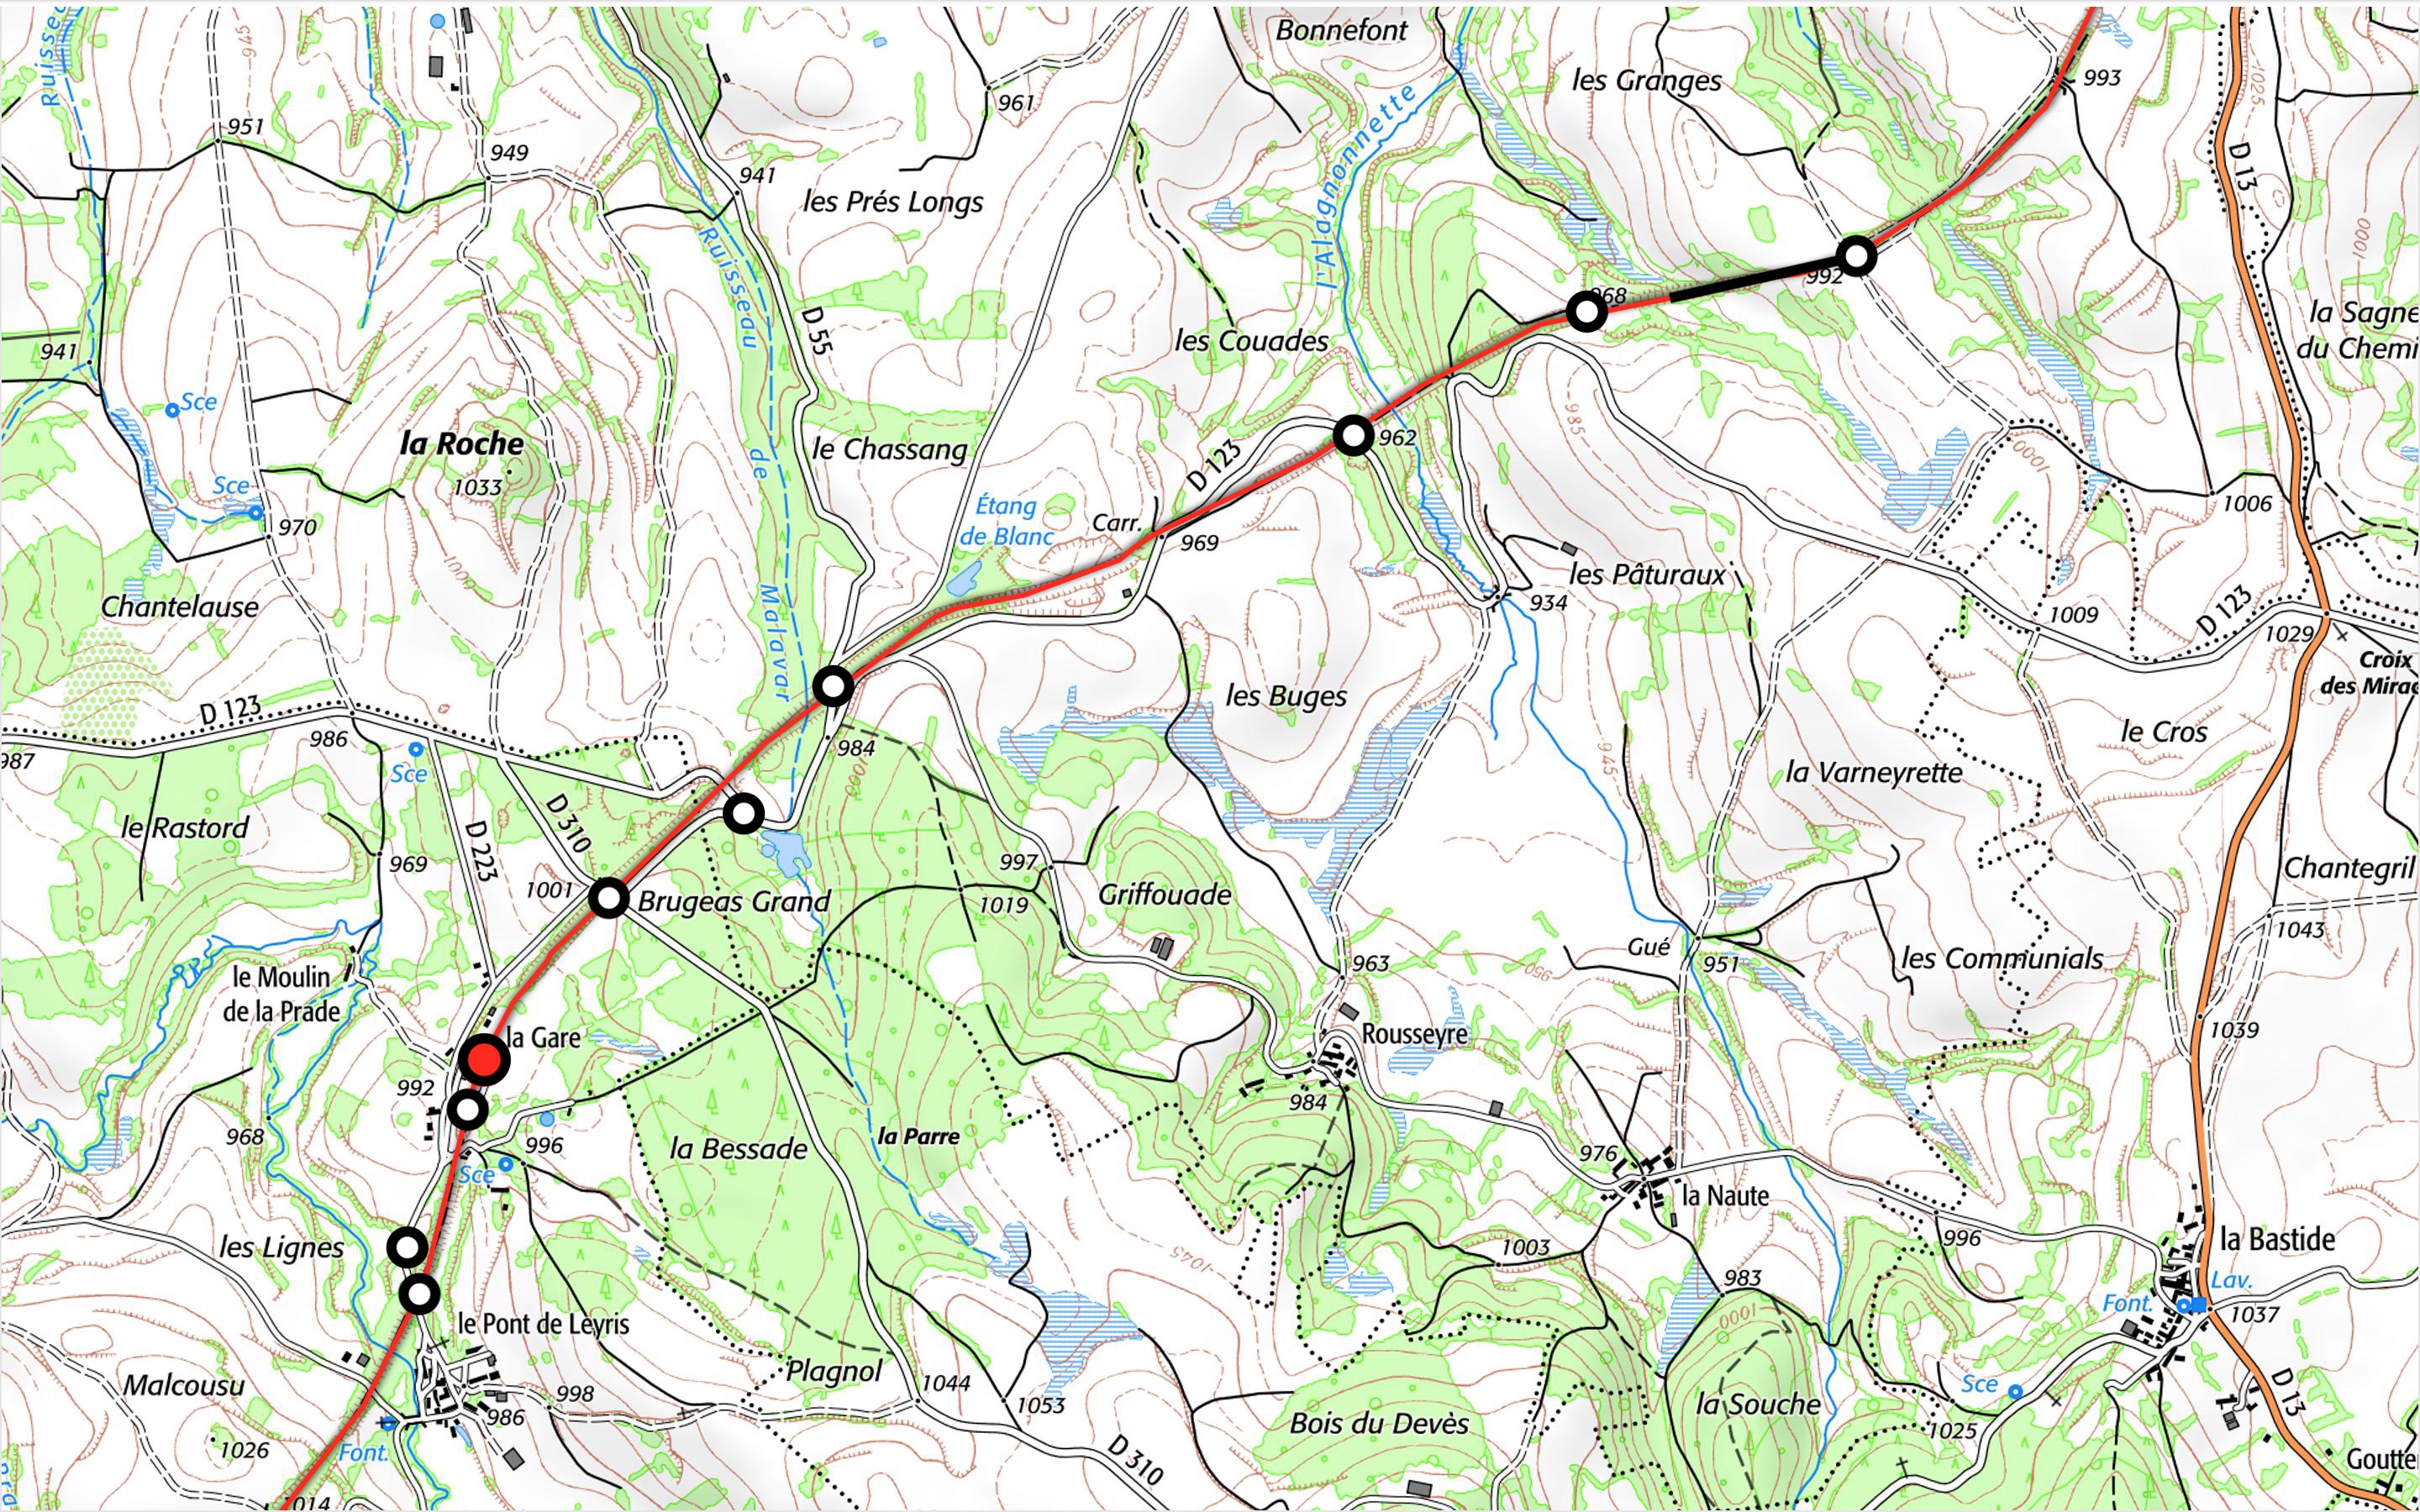 Ruissea
945
Bonnefont
les Granges
993
1025
961
l'Alagnonnette
951
949
941
D 13
les Prés Longs
Ruisseau
de
Malavar
992
968
1000
D 55
les Couades
la Sagne
du Chemi
941
Sce
la Roche
1033
le Chassang
D 123
962
985
1000
Sce
970
Étang
de Blanc
Carr.
969
1006
1000
Chantelause
les Pâturaux
934
1009
D 123
1029
Croix
des Mirac
D 123
986
987
Sce
984
1000
les Buges
945
la Varneyrette
le Cros
le Rastord
D 310
D 223
969
997
1001
Brugeas Grand
1019
Griffouade
Chantegril
1043
le Moulin
de la Prade
963
950
Gué
951
les Communials
la Gare
Rousseyre
1039
992
968
984
996
Sce
la Bessade
la Parre
976
la Naute
les Lignes
1045
1003
996
la Bastide
983
Lav.
Font.
1037
1000
le Pont de Leyris
Malcousu
Plagnol
998
1044
1053
986
1026
Font.
D 310
Bois du Devès
la Souche
Sce
1025
D 13
Goutte
1014